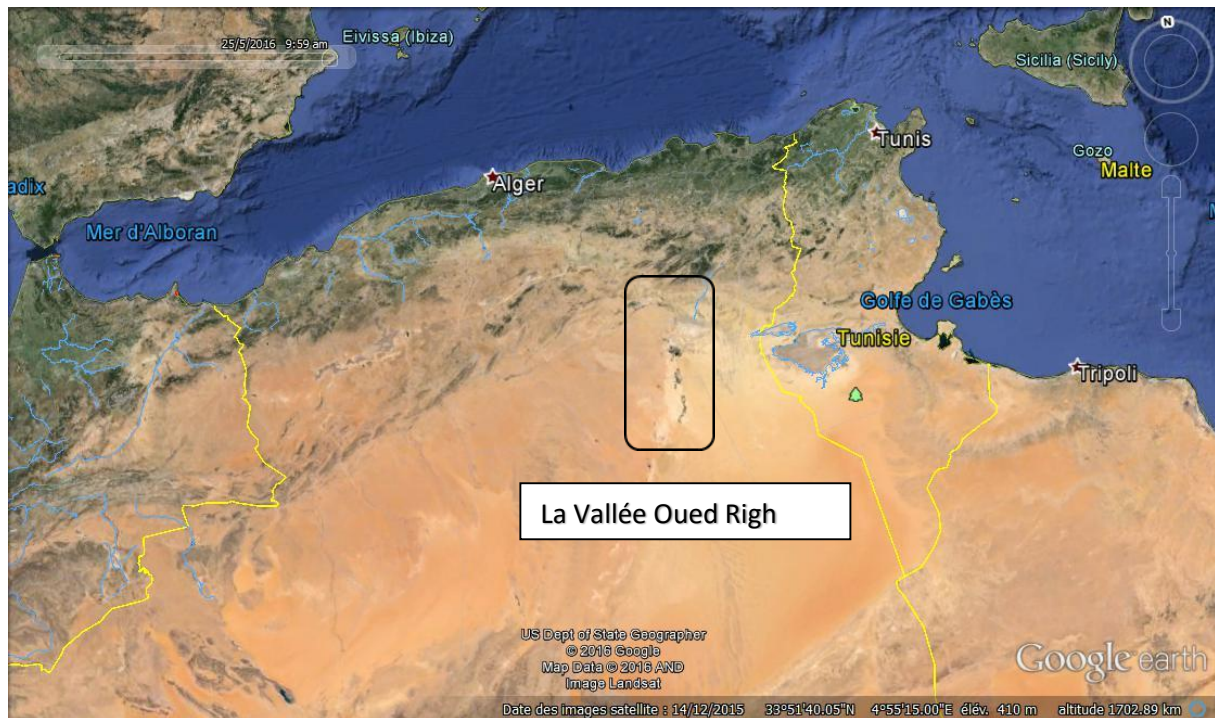 25/5/2016 9:59 am
Eivissa (Ibiza)
Sicilia (Sicily)
N
Tunis
Alger
Gozo
Malte
adix
Mer d'Alboran
Golfe de Gabès
Tunisie
Tripoli
La Vallée Oued Righ
US Dept of State Geographer
© 2016 Google
Map Data © 2016 AND
Image Landsat
Google earth
Date des images satellite : 14/12/2015 33°51'40.05"N 4°55'15.00"E élév. 410 m altitude 1702.89 km